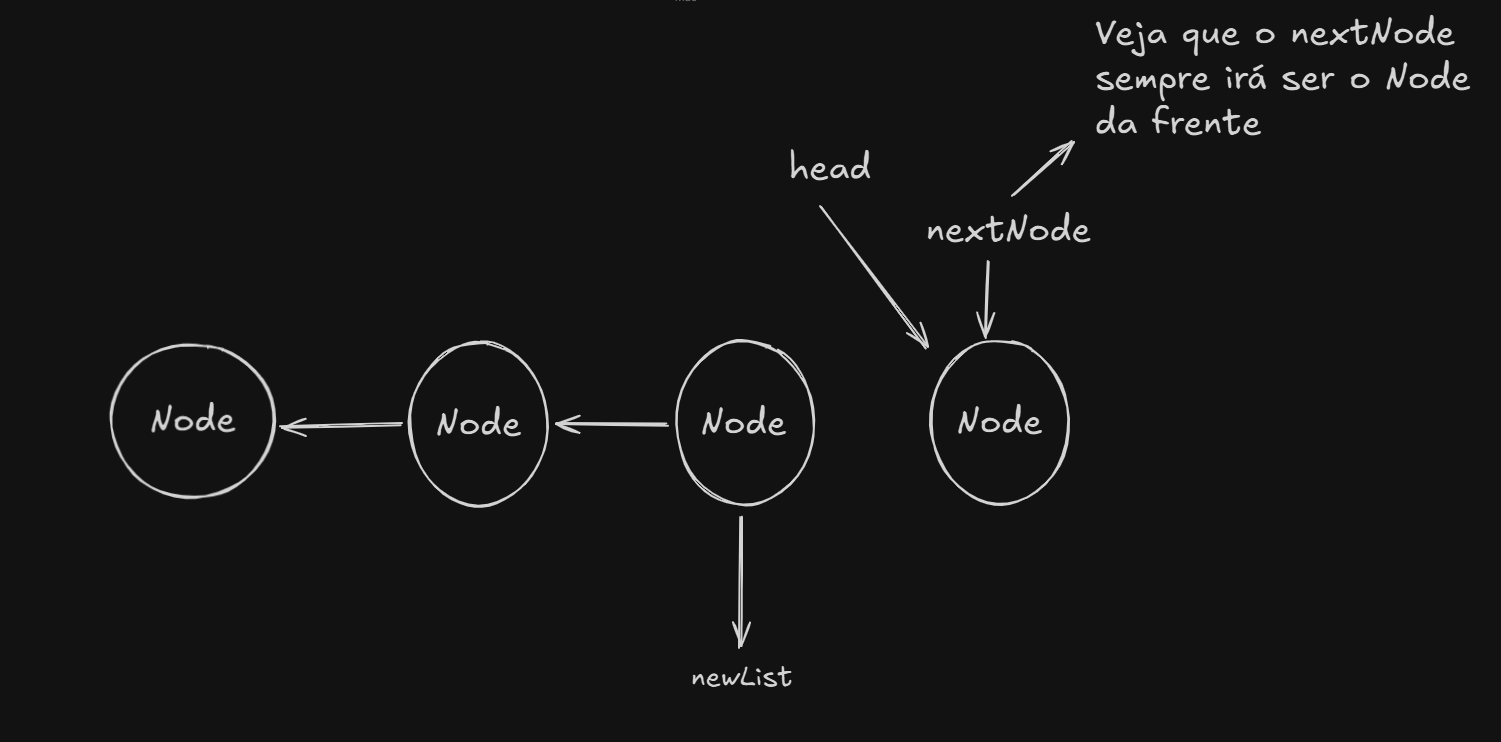 Veja que o nextNode
sempre irá ser o Node
da frente
head
nextNode
Node
Node
Node
Node
newList